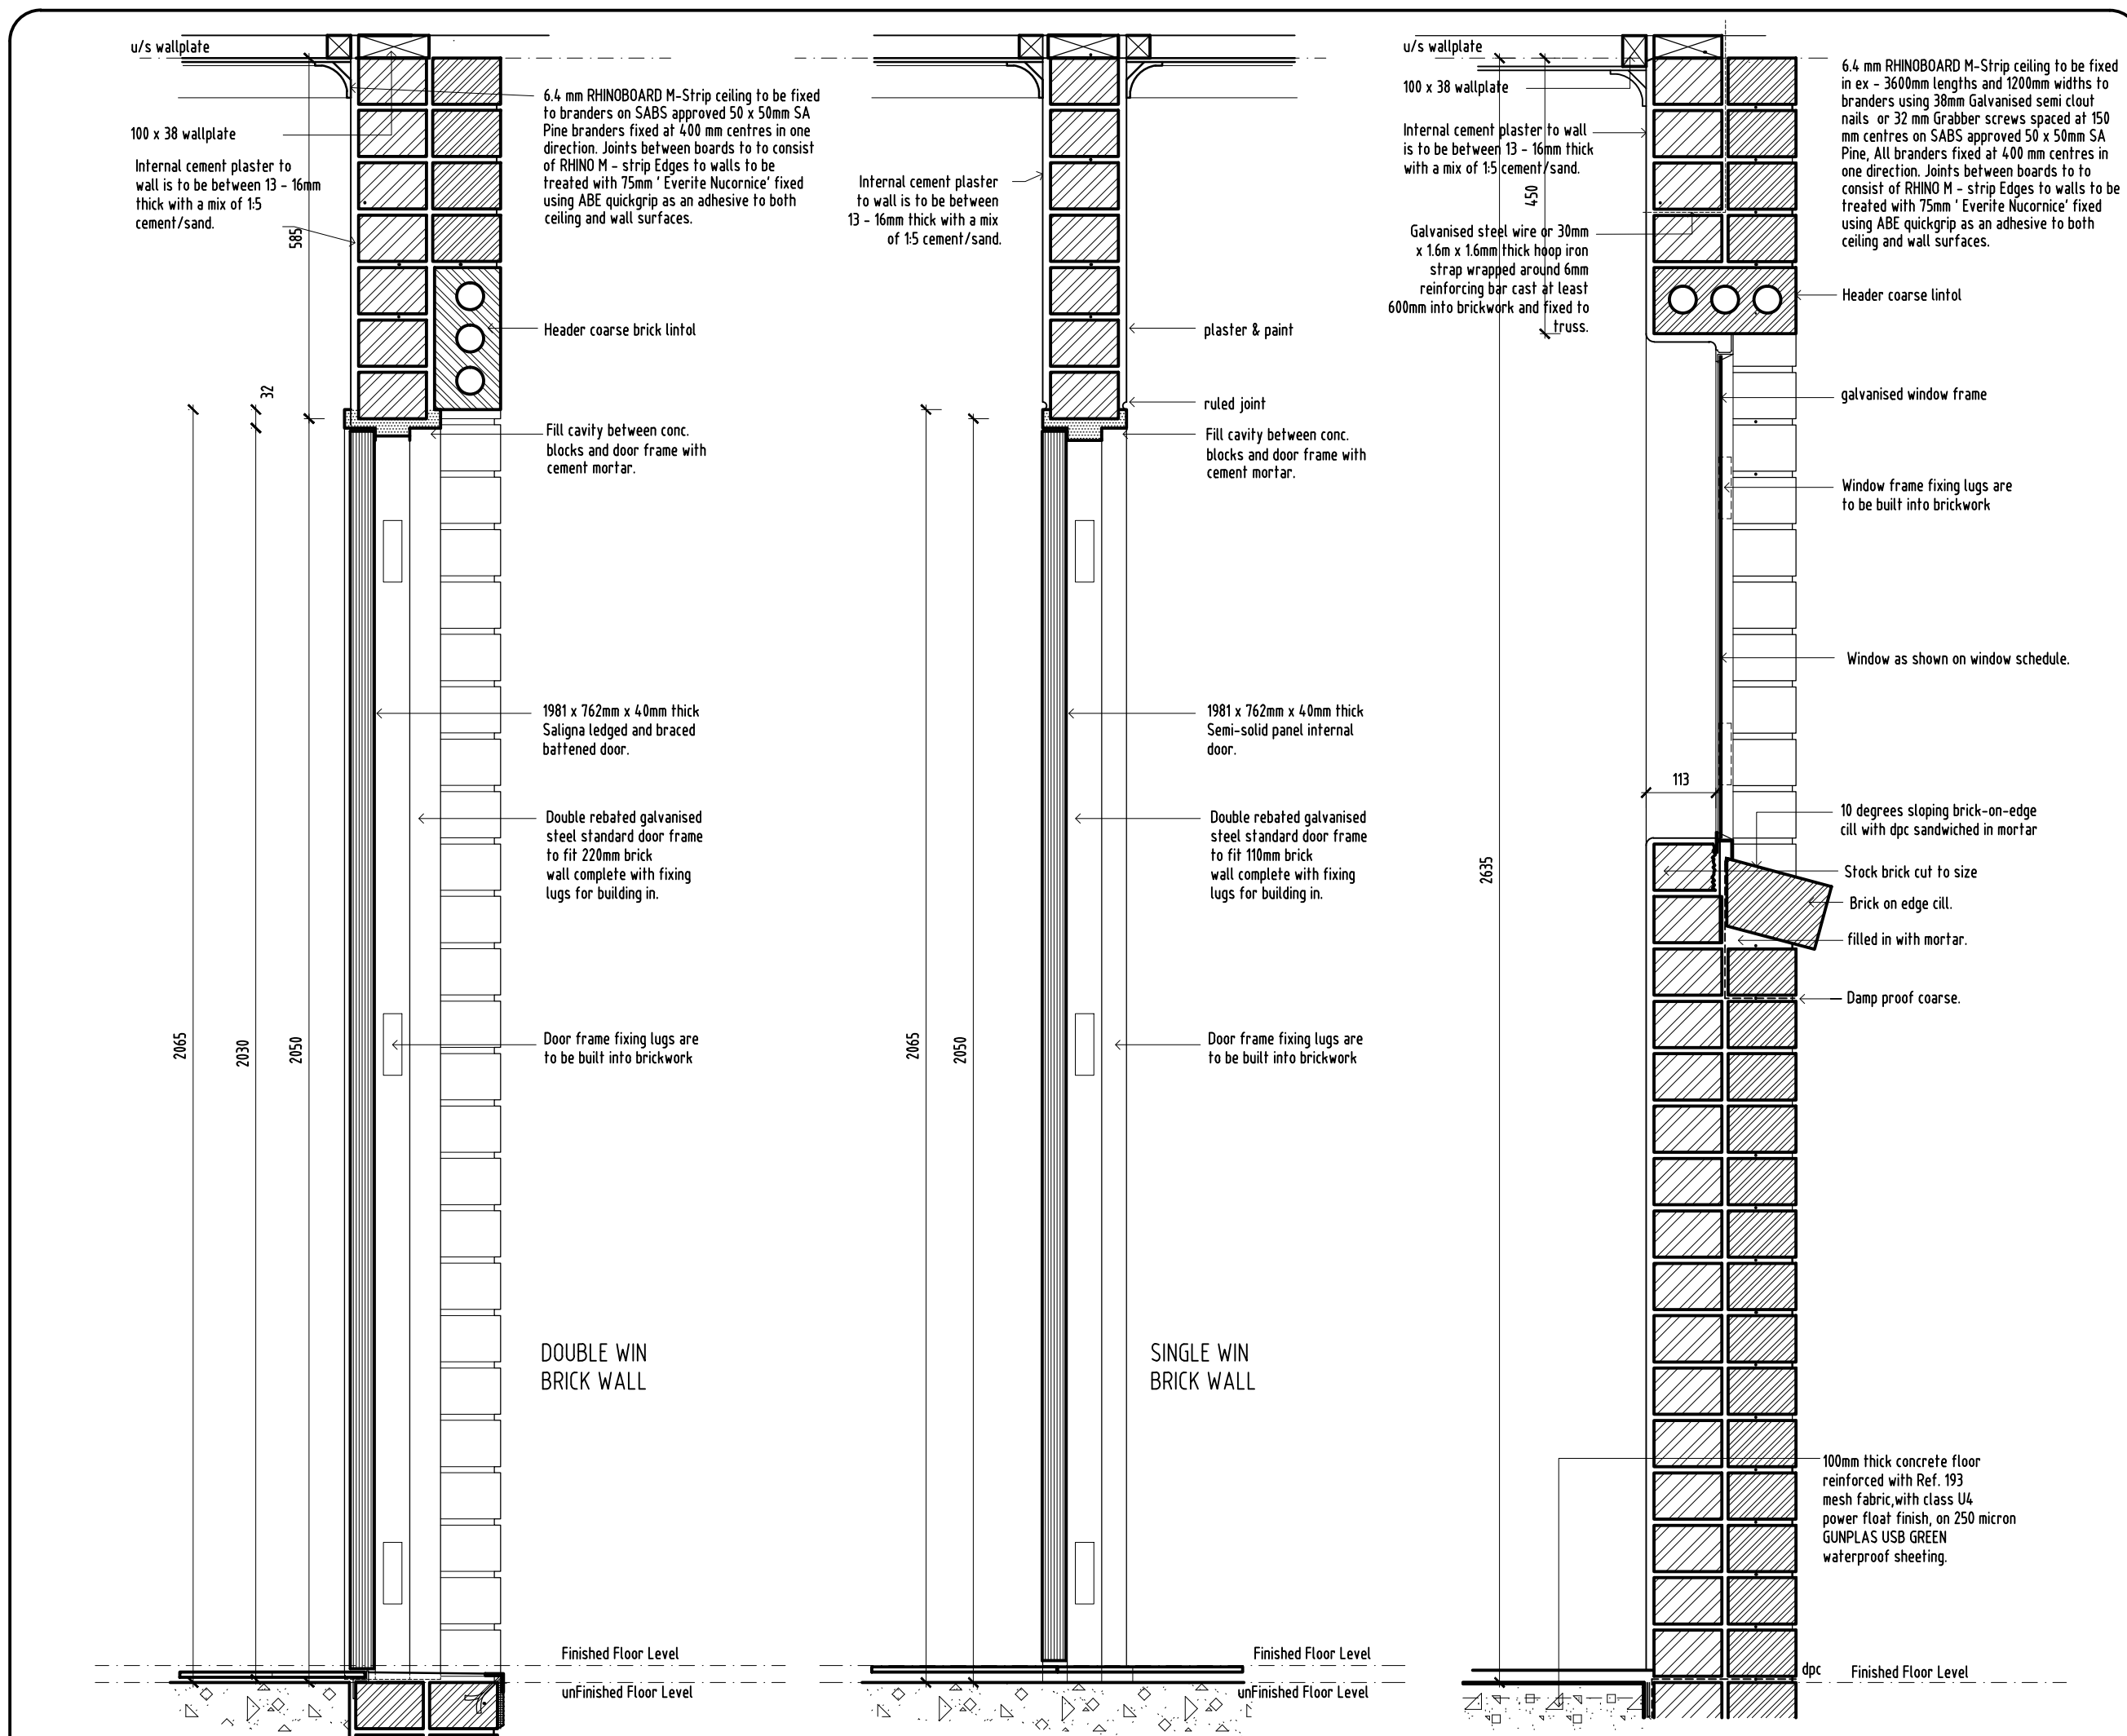 u/s wallplate
100 x 38 wallplate
Internal cement plaster to
wall is to be between 13 - 16mm
thick with a mix of 1:5
cement/sand.
585
6.4 mm RHINOBOARD M-Strip ceiling to be fixed
to branders on SABS approved 50 x 50mm SA
Pine branders fixed at 400 mm centres in one
direction. Joints between boards to to consist
of RHINO M - strip Edges to walls to be
treated with 75mm ' Everite Nucornice' fixed
using ABE quickgrip as an adhesive to both
ceiling and wall surfaces.
Header coarse brick lintol
32
Fill cavity between conc.
blocks and door frame with
cement mortar.
1981 x 762mm x 40mm thick
Saligna ledged and braced
battened door.
Double rebated galvanised
steel standard door frame
to fit 220mm brick
wall complete with fixing
lugs for building in.
2065
2030
2050
Door frame fixing lugs are
to be built into brickwork
DOUBLE WIN
BRICK WALL
Finished Floor Level
unFinished Floor Level
Internal cement plaster
to wall is to be between
13 - 16mm thick with a mix
of 1:5 cement/sand.
plaster & paint
ruled joint
Fill cavity between conc.
blocks and door frame with
cement mortar.
1981 x 762mm x 40mm thick
Semi-solid panel internal
door.
Double rebated galvanised
steel standard door frame
to fit 110mm brick
wall complete with fixing
lugs for building in.
2065
2050
Door frame fixing lugs are
to be built into brickwork
SINGLE WIN
BRICK WALL
Finished Floor Level
unFinished Floor Level
u/s wallplate
100 x 38 wallplate
Internal cement plaster to wall
is to be between 13 - 16mm thick
with a mix of 1:5 cement/sand.
450
Galvanised steel wire or 30mm
x 1.6m x 1.6mm thick hoop iron
strap wrapped around 6mm
reinforcing bar cast at least
600mm into brickwork and fixed to
truss.
6.4 mm RHINOBOARD M-Strip ceiling to be fixed
in ex - 3600mm lengths and 1200mm widths to
branders using 38mm Galvanised semi clout
nails or 32 mm Grabber screws spaced at 150
mm centres on SABS approved 50 x 50mm SA
Pine, All branders fixed at 400 mm centres in
one direction. Joints between boards to to
consist of RHINO M - strip Edges to walls to be
treated with 75mm ' Everite Nucornice' fixed
using ABE quickgrip as an adhesive to both
ceiling and wall surfaces.
Header coarse lintol
galvanised window frame
Window frame fixing lugs are
to be built into brickwork
Window as shown on window schedule.
113
10 degrees sloping brick-on-edge
cill with dpc sandwiched in mortar
2635
Stock brick cut to size
Brick on edge cill.
filled in with mortar.
Damp proof coarse.
100mm thick concrete floor
reinforced with Ref. 193
mesh fabric,with class U4
power float finish, on 250 micron
GUNPLAS USB GREEN
waterproof sheeting.
dpc
Finished Floor Level